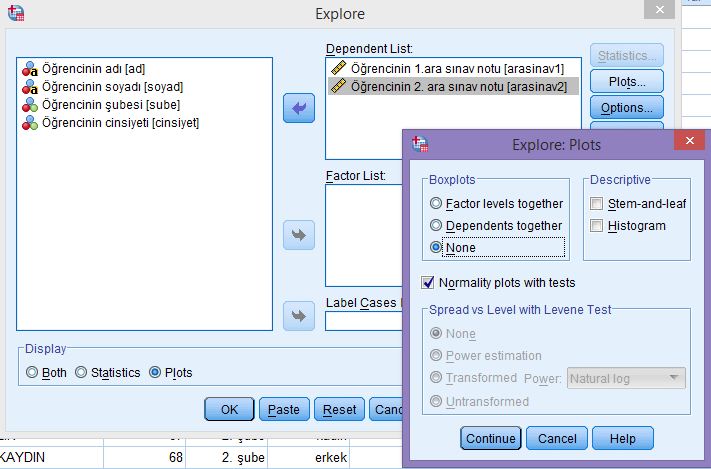 Explore
Dependent List:
Öğrencinin adı [ad]
Öğrencinin soyadı [soyad]
Öğrencinin şubesi [sube]
Öğrencinin cinsiyeti [cinsiyet]
Öğrencinin 1.ara sınav notu [arasinav1]
Öğrencinin 2. ara sınav notu [arasinav2]
Statistics...
Plots...
Options...
Factor List:
Label Cases
Display
Both Statistics Plots
OK Paste Reset
Explore: Plots
Boxplots
Factor levels together
Dependents together
None
Descriptive
Stem-and-leaf
Histogram
Normality plots with tests
Spread vs Level with Levene Test
None
Power estimation
Transformed Power: Natural log
Untransformed
Continue Cancel Help
2. şube kadın
KAYDIN 68 2. şube erkek